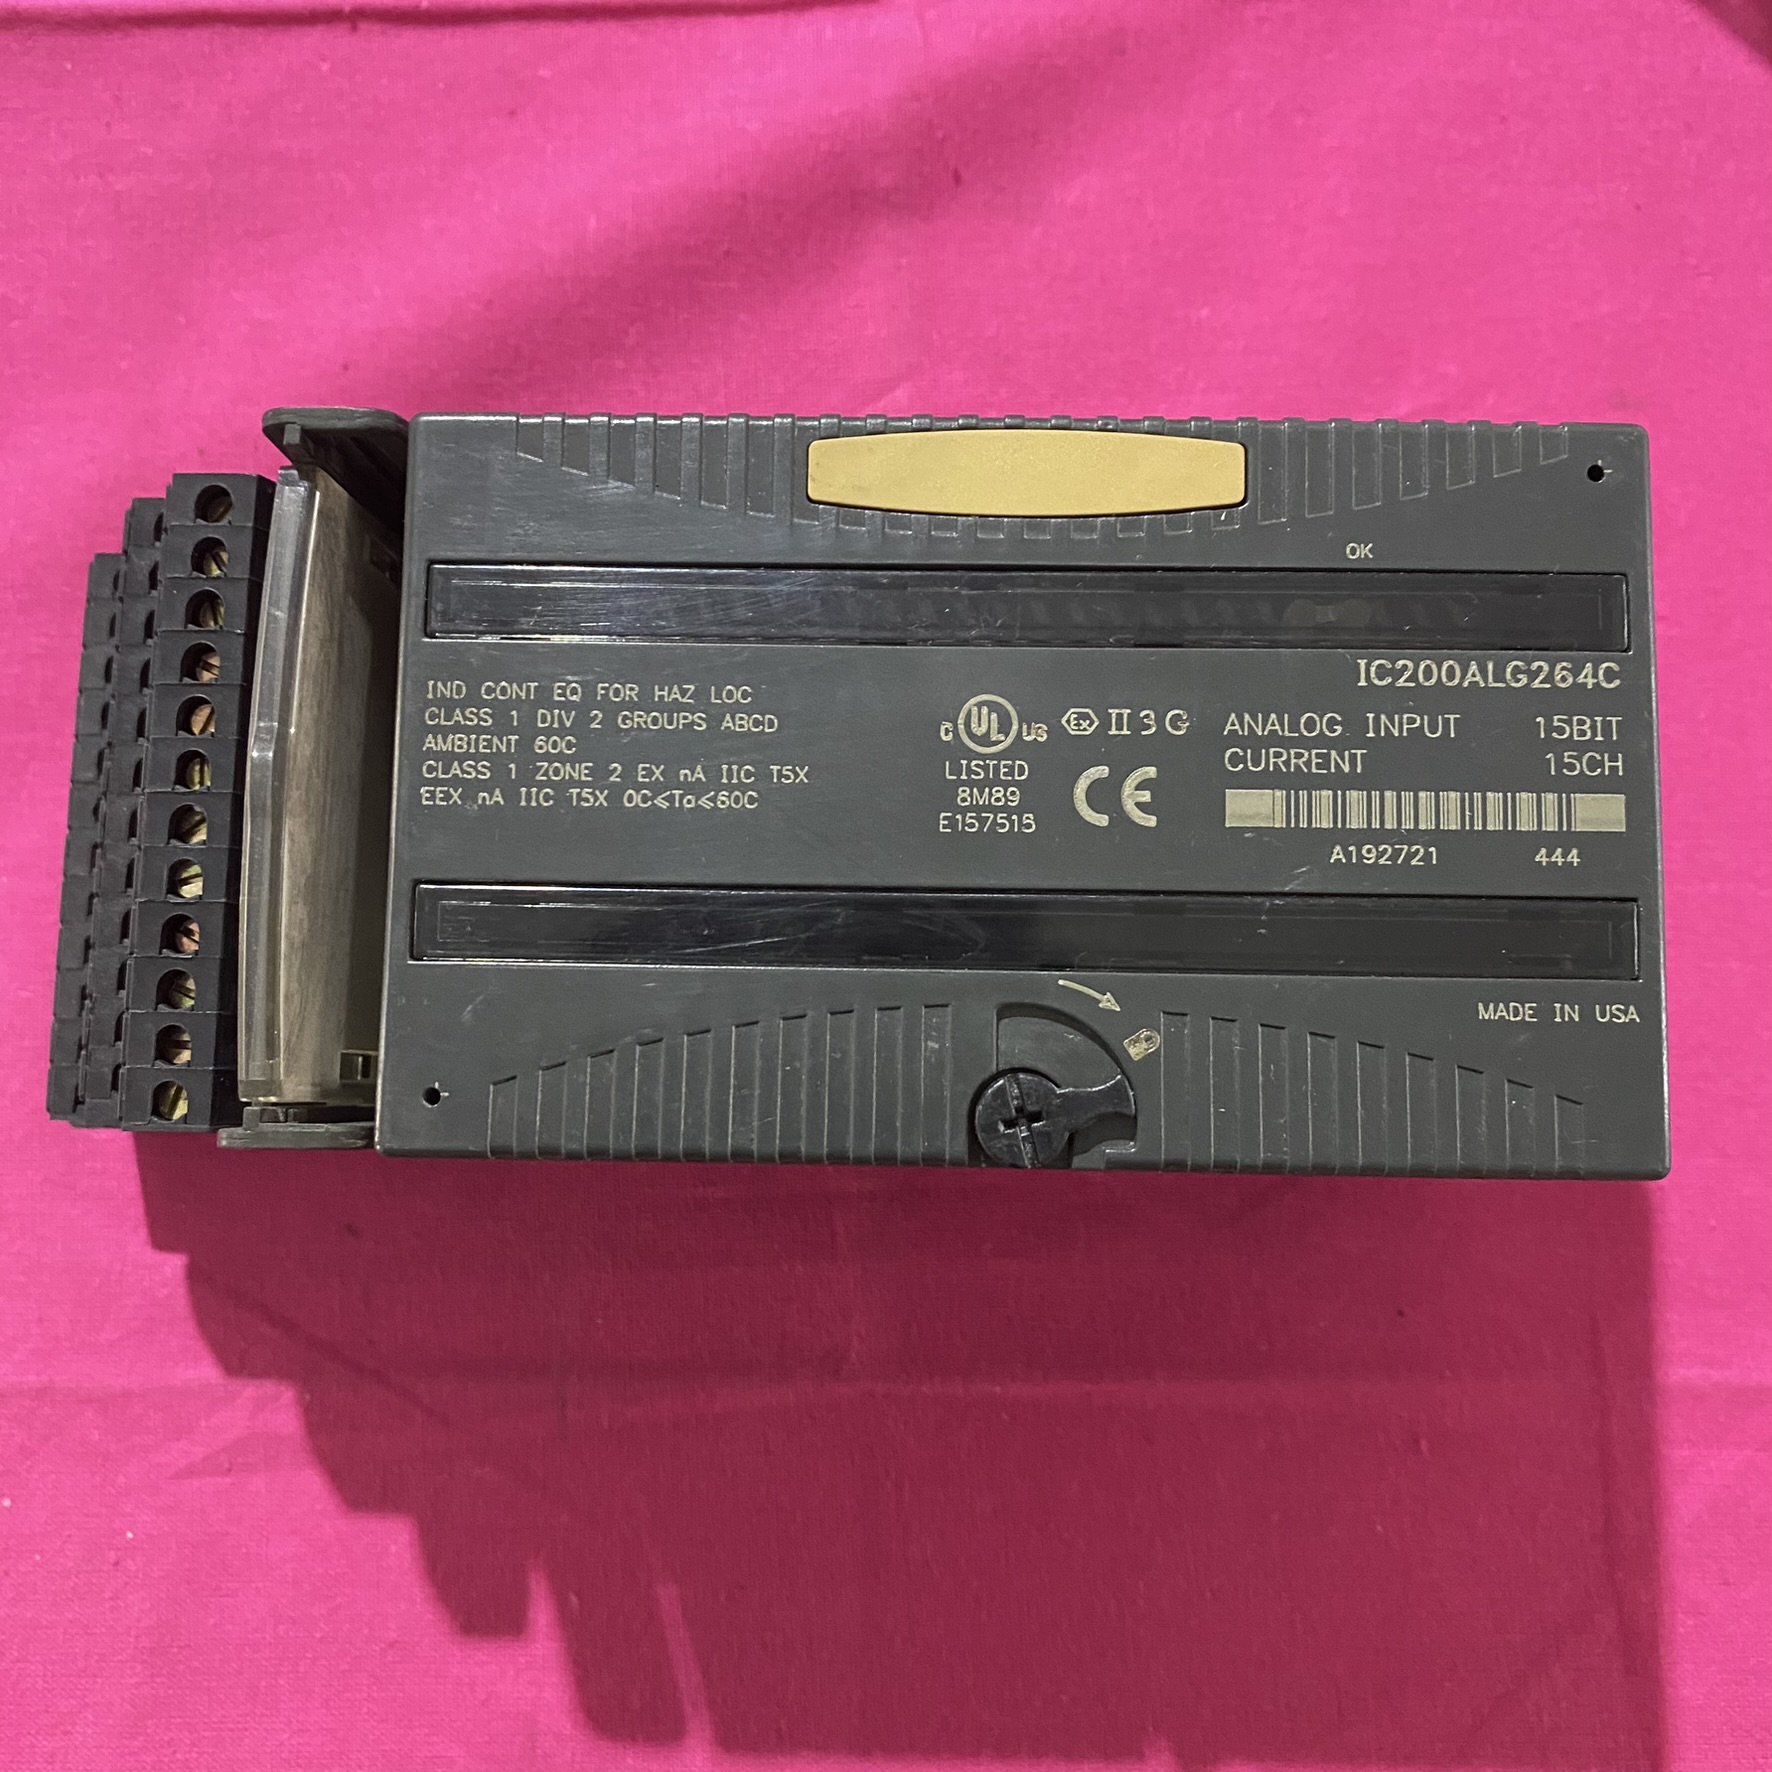 OK
IC200ALG264C
IND CONT EQ FOR HAZ LOC
CLASS 1 DIV 2 GROUPS ABCD
AMBIENT 60C
CLASS 1 ZONE 2 EX nA IIC T5X
EEX nA IIC T5X 0C≤Ta≤60C
C UL US
LISTED
8M89
E157515
Ex II 3 G
CE
ANALOG INPUT 15BIT
CURRENT 15CH
A192721 444
MADE IN USA